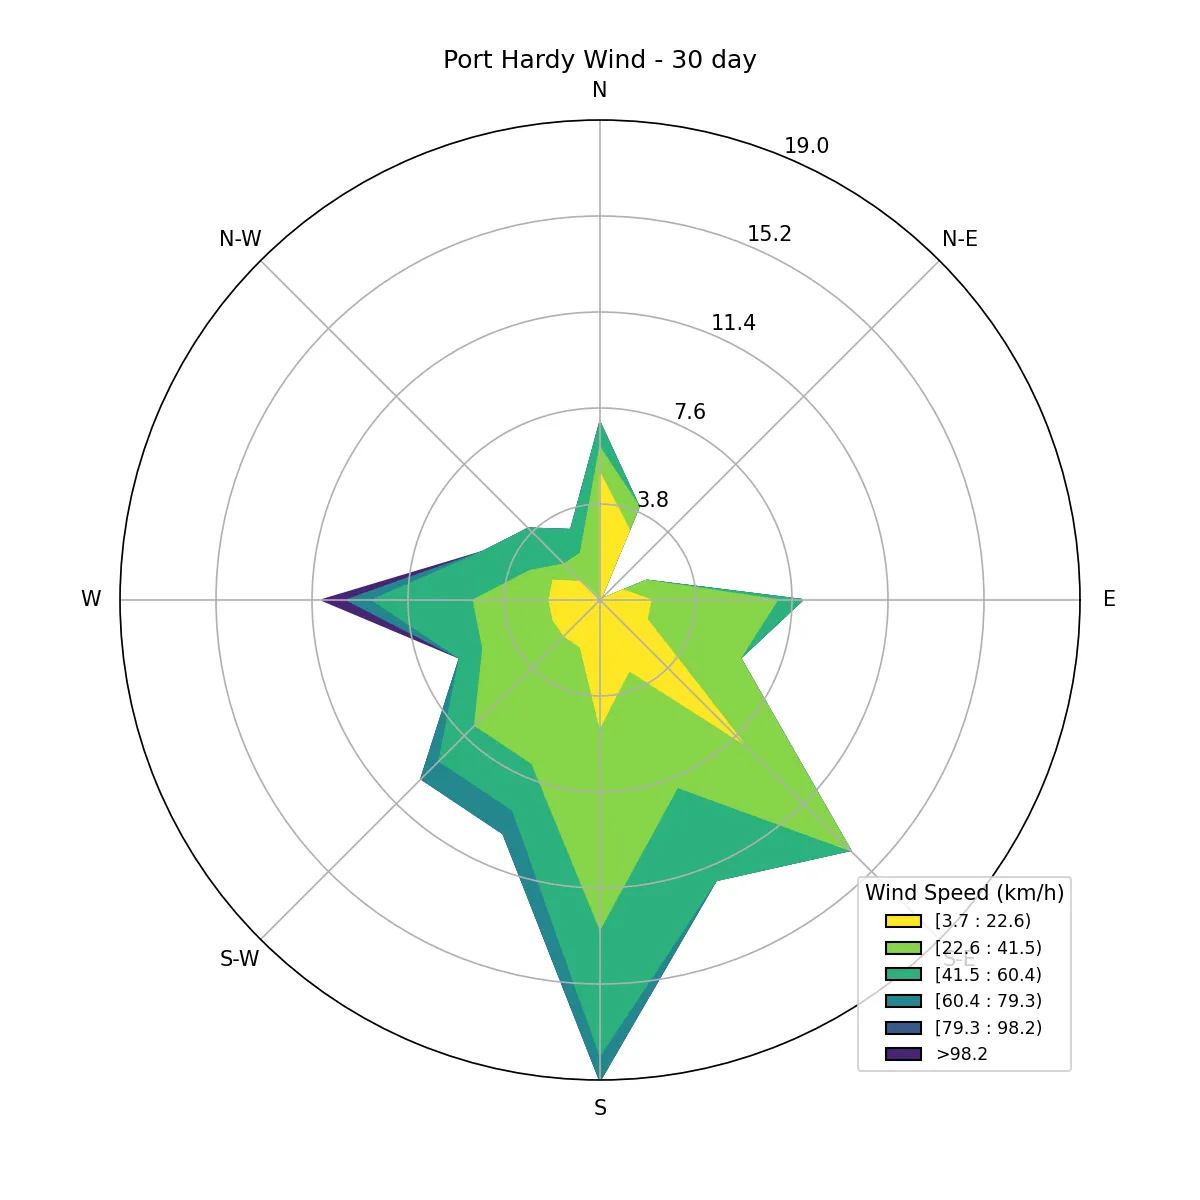 Port Hardy Wind - 30 day
N
19.0
15.2
N-W
N-E
11.4
7.6
3.8
W
E
Wind Speed (km/h)
[3.7 : 22.6)
[22.6 : 41.5)
S-W
S-E
[41.5 : 60.4)
[60.4 : 79.3)
[79.3 : 98.2)
>98.2
S